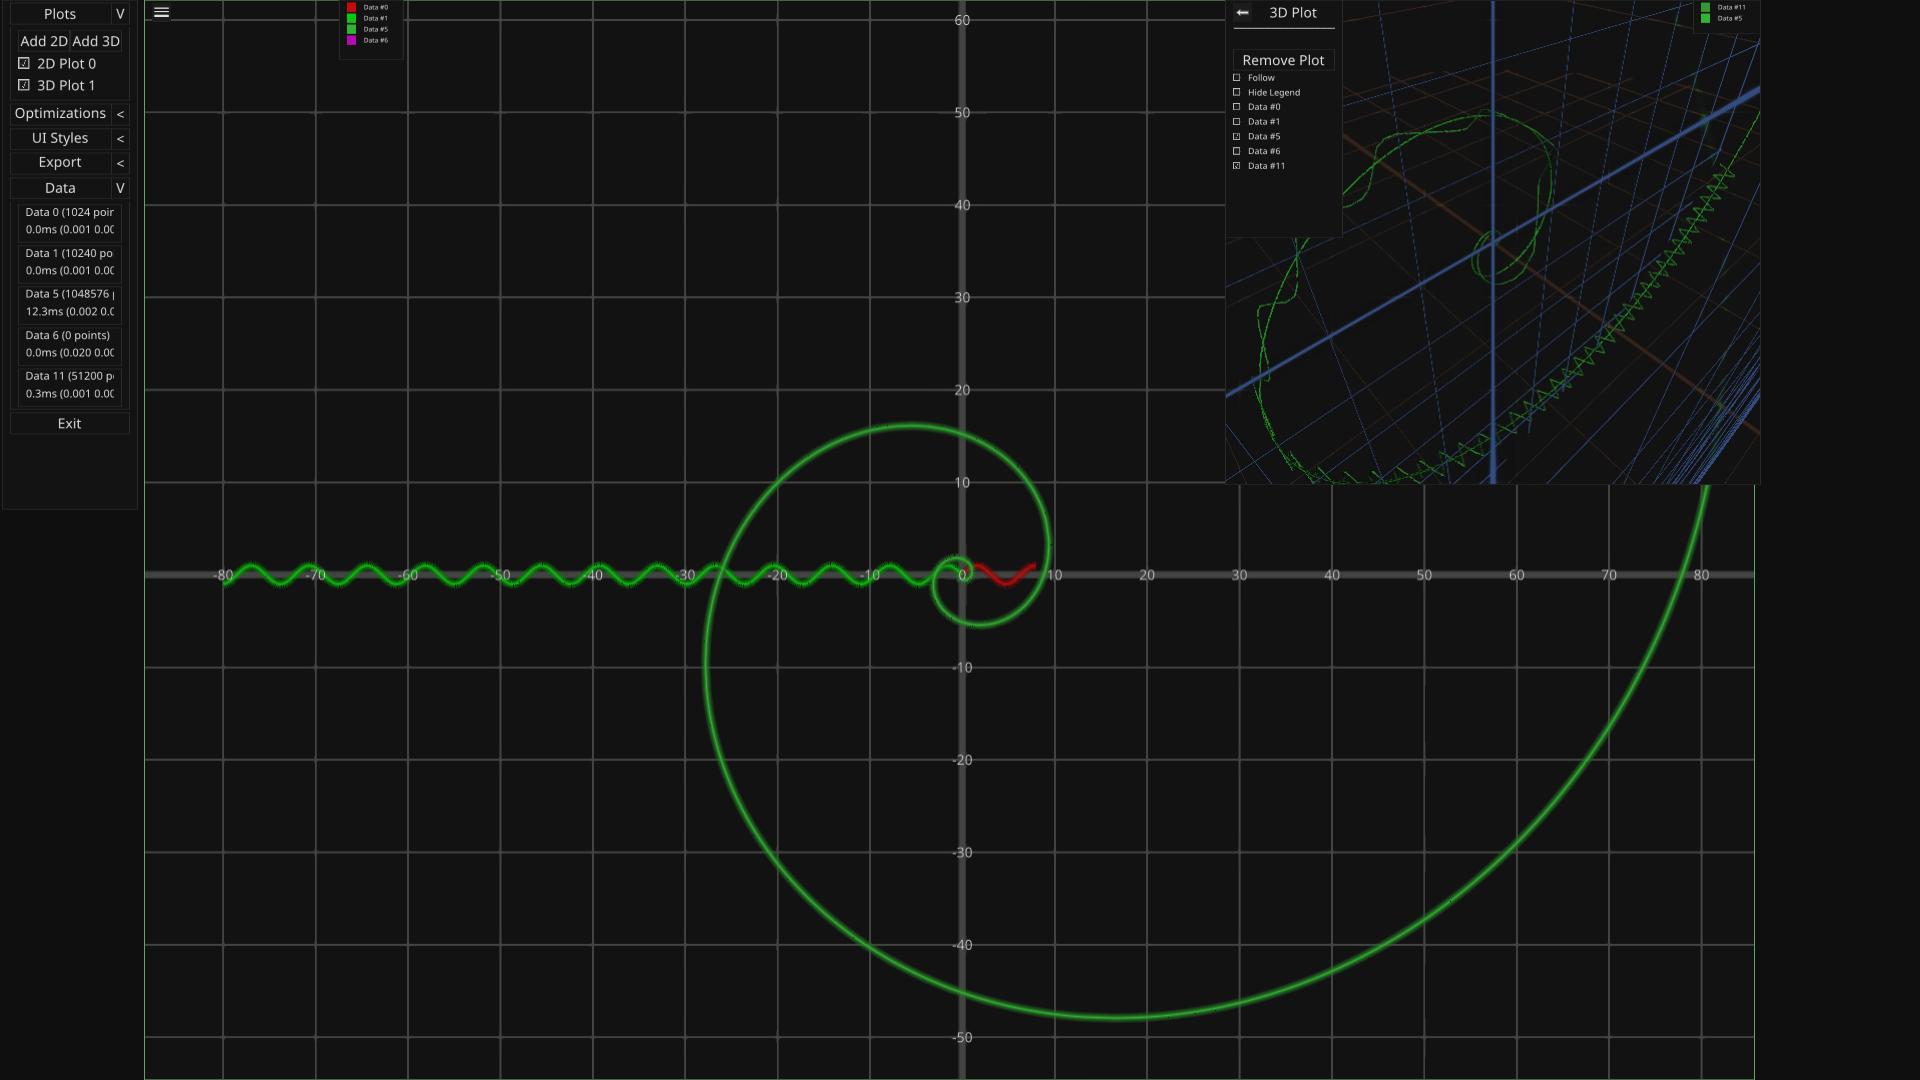 Plots V
Add 2D Add 3D
2D Plot 0
3D Plot 1
Optimizations <
UI Styles <
Export <
Data V
Data 0 (1024 poir
0.0ms (0.001 0.00
Data 1 (10240 po
0.0ms (0.001 0.00
Data 5 (1048576 p
12.3ms (0.002 0.0
Data 6 (0 points)
0.0ms (0.020 0.00
Data 11 (51200 p
0.3ms (0.001 0.00
Exit
Data #0
Data #1
Data #5
Data #6
60
50
40
30
20
10
-80 -70 -60 -50 -40 -30 -20 -10 0 10 20 30 40 50 60 70 80
-10
-20
-30
-40
-50
3D Plot
Remove Plot
Follow
Hide Legend
Data #0
Data #1
Data #5
Data #6
Data #11
Data #11
Data #5